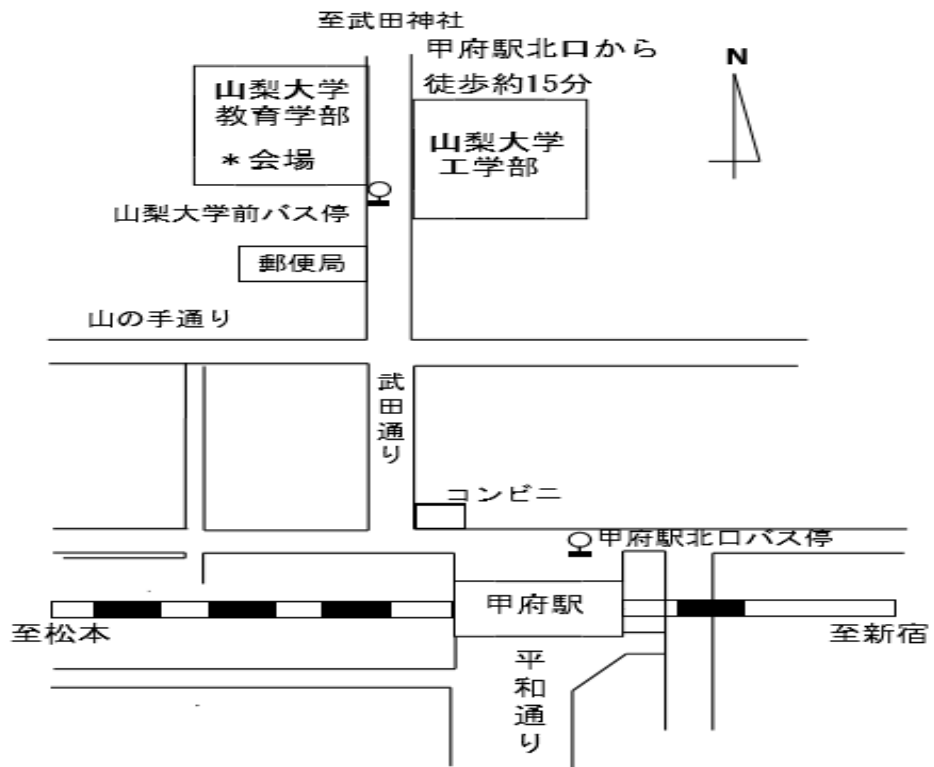 至武田神社
甲府駅北口から
徒歩約15分
N
山梨大学
教育学部
*会場
山梨大学
工学部
山梨大学前バス停
郵便局
山の手通り
武田通り
コンビニ
甲府駅北口バス停
甲府駅
至松本
至新宿
平和通り